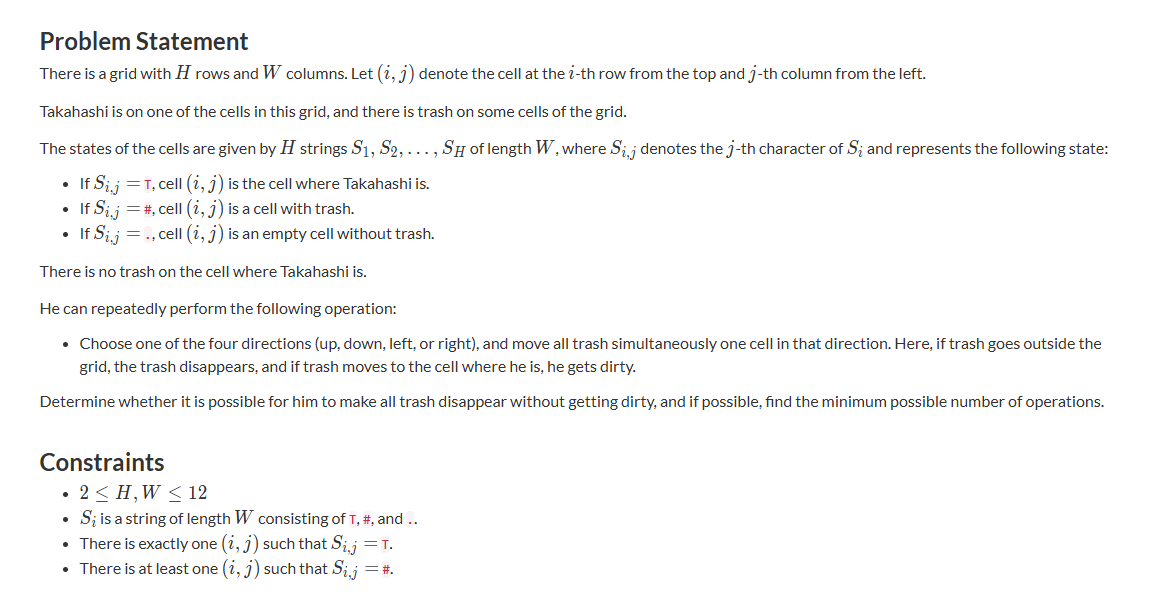 Problem Statement
There is a grid with H rows and W columns. Let (i, j) denote the cell at the i-th row from the top and j-th column from the left.
Takahashi is on one of the cells in this grid, and there is trash on some cells of the grid.
The states of the cells are given by H strings S₁, S₂, . . . , S_H of length W, where S_{i,j} denotes the j-th character of S_i and represents the following state:
• If S_{i,j} = T, cell (i, j) is the cell where Takahashi is.
• If S_{i,j} = #, cell (i, j) is a cell with trash.
• If S_{i,j} = ., cell (i, j) is an empty cell without trash.
There is no trash on the cell where Takahashi is.
He can repeatedly perform the following operation:
• Choose one of the four directions (up, down, left, or right), and move all trash simultaneously one cell in that direction. Here, if trash goes outside the
grid, the trash disappears, and if trash moves to the cell where he is, he gets dirty.
Determine whether it is possible for him to make all trash disappear without getting dirty, and if possible, find the minimum possible number of operations.
Constraints
• 2 ≤ H, W ≤ 12
• S_i is a string of length W consisting of T, #, and ..
• There is exactly one (i, j) such that S_{i,j} = T.
• There is at least one (i, j) such that S_{i,j} = #.